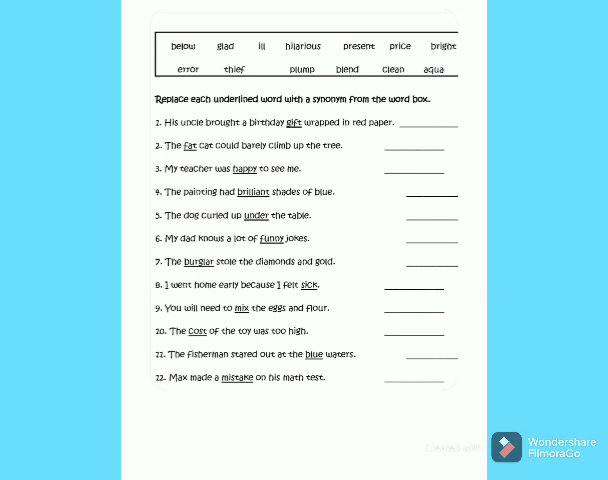 below glad ill hilarious present price bright
error thief plump blend clean aqua
Replace each underlined word with a synonym from the word box.
1. His uncle brought a birthday gift wrapped in red paper.
2. The fat cat could barely climb up the tree.
3. My teacher was happy to see me.
4. The painting had brilliant shades of blue.
5. The dog curled up under the table.
6. My dad knows a lot of funny jokes.
7. The burglar stole the diamonds and gold.
8. I went home early because I felt sick.
9. You will need to mix the eggs and flour.
10. The cost of the toy was too high.
11. The fisherman stared out at the blue waters.
12. Max made a mistake on his math test.
Wondershare
FilmoraGo